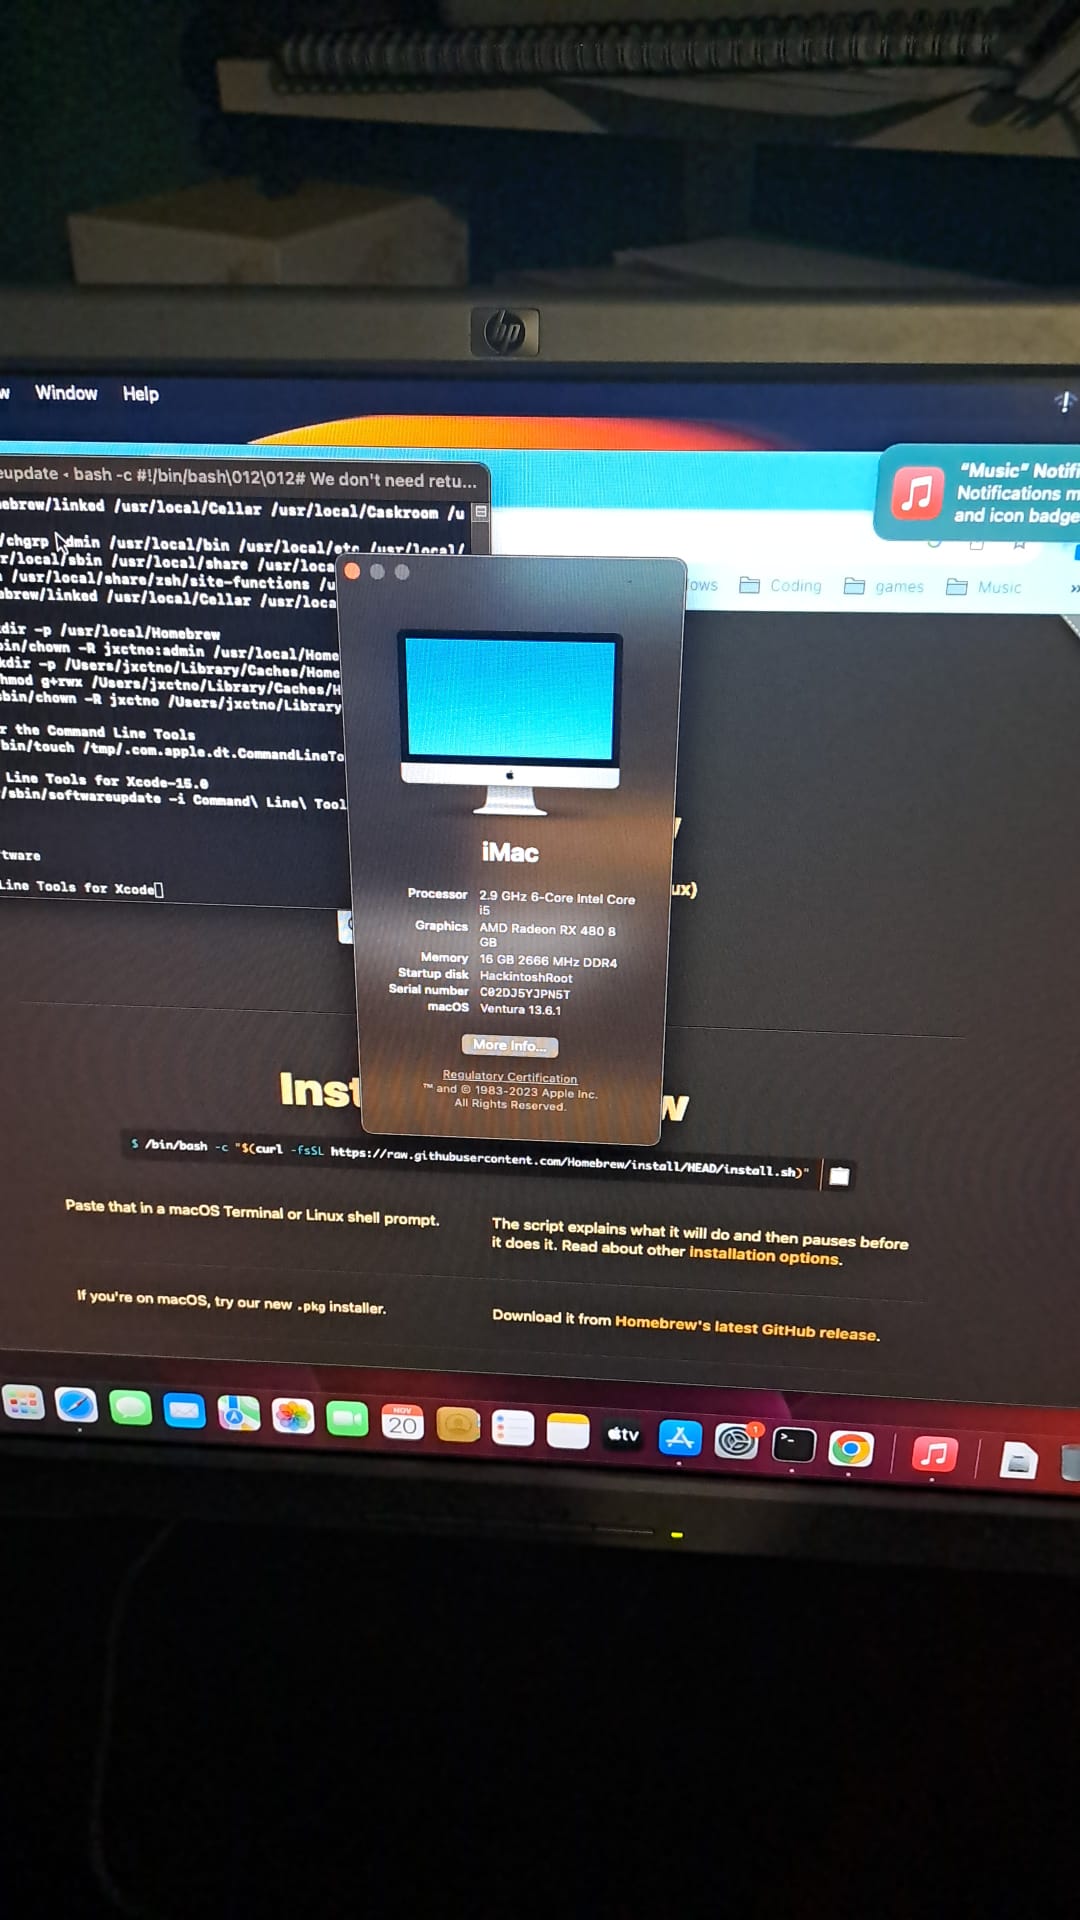 hp
w Window Help
eupdate ◂ bash -c #!/bin/bash\012\012# We don't need retu...
ebrew/linked /usr/local/Cellar /usr/local/Caskroom /u
/chgrp admin /usr/local/bin /usr/local/etc /usr/local/
r/local/sbin /usr/local/share /usr/loca
/usr/local/share/zsh/site-functions /u
ebrew/linked /usr/local/Cellar /usr/loca
dir -p /usr/local/Homebrew
bin/chown -R jxctno:admin /usr/local/Home
kdir -p /Users/jxctno/Library/Caches/Home
hmod g+rwx /Users/jxctno/Library/Caches/H
sbin/chown -R jxctno /Users/jxctno/Library
r the Command Line Tools
bin/touch /tmp/.com.apple.dt.CommandLineTo
Line Tools for Xcode-15.0
/sbin/softwareupdate -i Command\ Line\ Tool
tware
Line Tools for Xcode
"Music" Notifi
Notifications m
and icon badge
ows Coding games Music »
iMac
Processor 2.9 GHz 6-Core Intel Core
i5
Graphics AMD Radeon RX 480 8
GB
Memory 16 GB 2666 MHz DDR4
Startup disk HackintoshRoot
Serial number C02DJ5YJPN5T
macOS Ventura 13.6.1
More Info...
Regulatory Certification
™ and © 1983-2023 Apple Inc.
All Rights Reserved.
ux)
Inst w
$ /bin/bash -c "$(curl -fsSL https://raw.githubusercontent.com/Homebrew/install/HEAD/install.sh)"
Paste that in a macOS Terminal or Linux shell prompt.
The script explains what it will do and then pauses before
it does it. Read about other installation options.
If you're on macOS, try our new .pkg installer.
Download it from Homebrew's latest GitHub release.
NOV
20
tv
1
>_